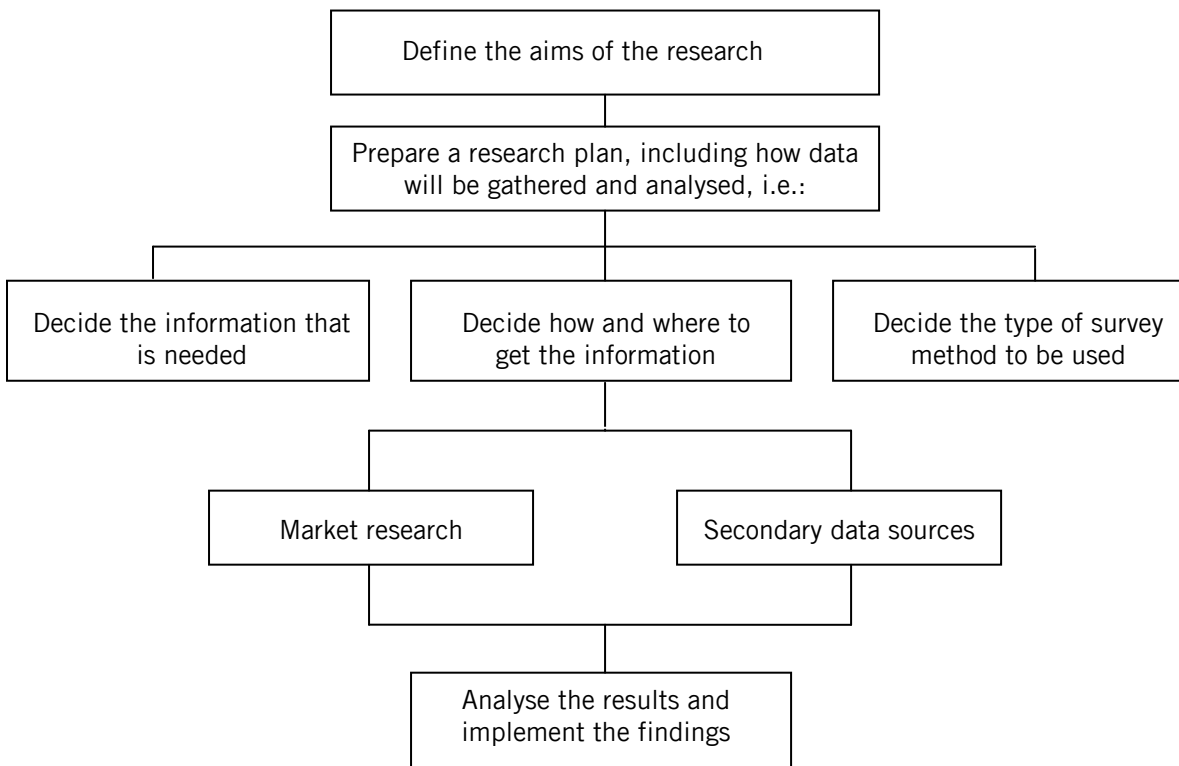 Define the aims of the research
Prepare a research plan, including how data
will be gathered and analysed, i.e.:
Decide the information that
is needed
Decide how and where to
get the information
Decide the type of survey
method to be used
Market research
Secondary data sources
Analyse the results and
implement the findings